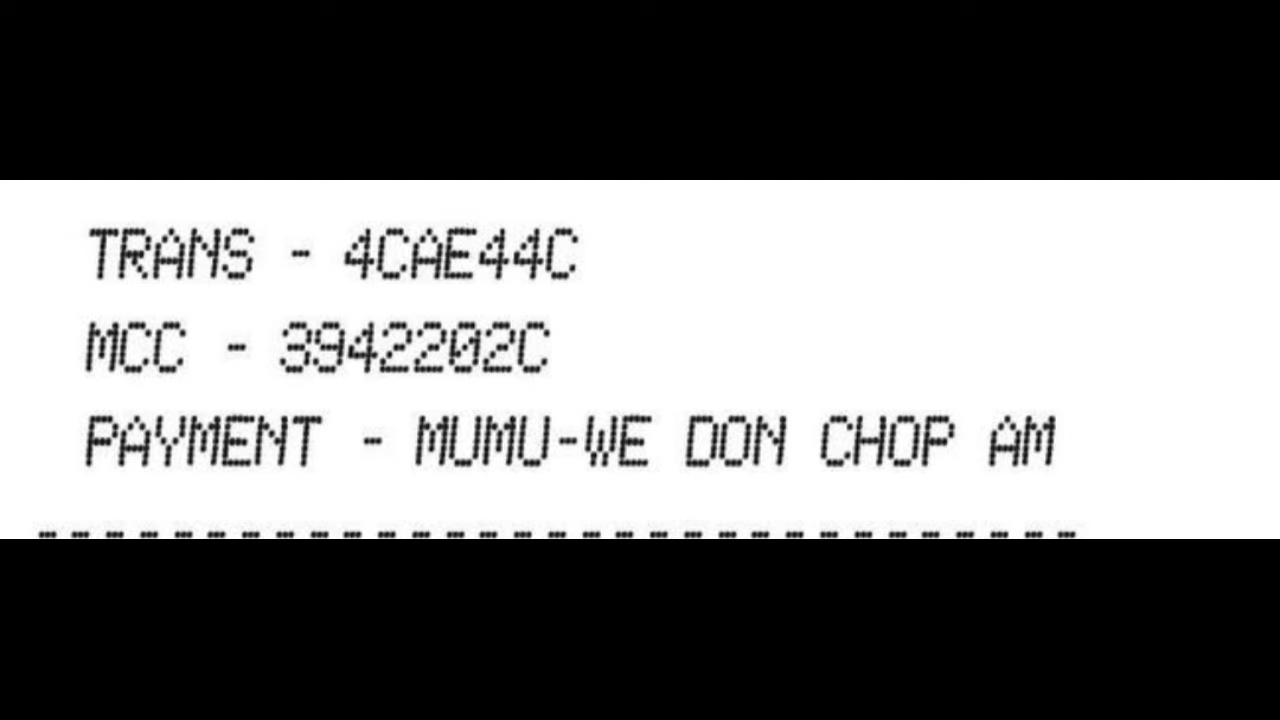 TRANS - 4CAE44C
MCC - 3942202C
PAYMENT - MUMU-WE DON CHOP AM
--------------------------------